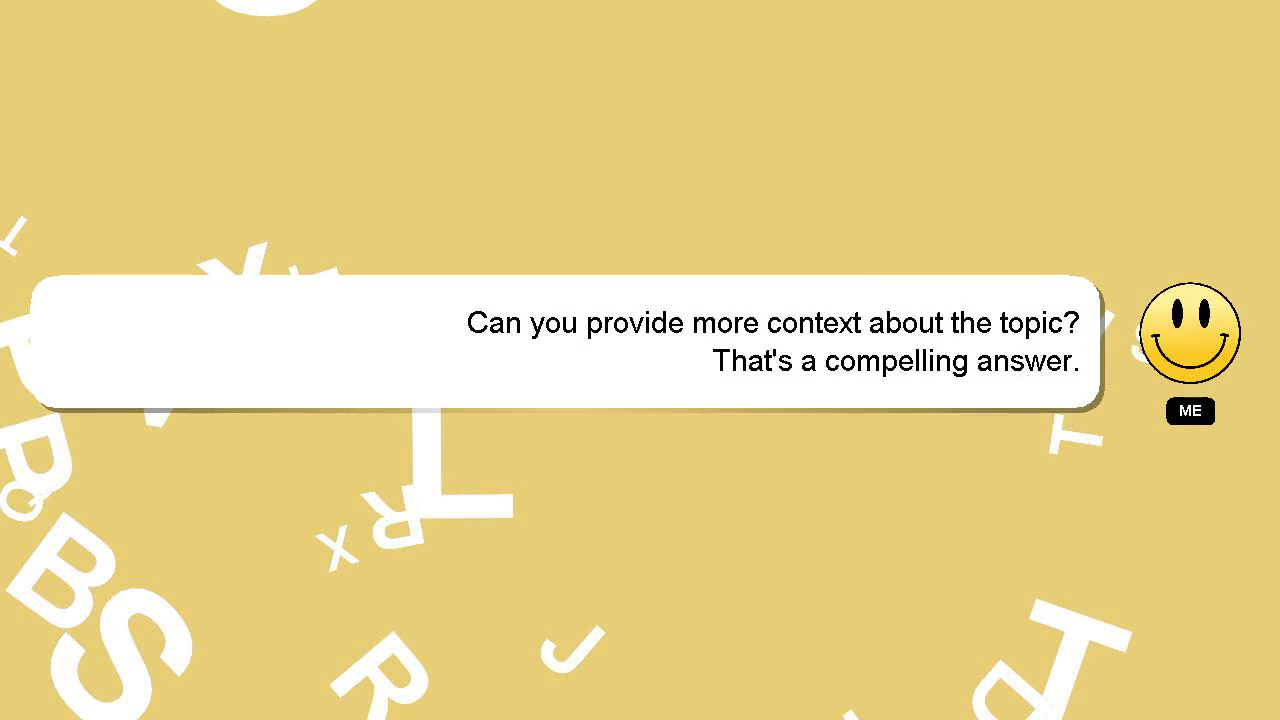 Can you provide more context about the topic?
That's a compelling answer.
ME